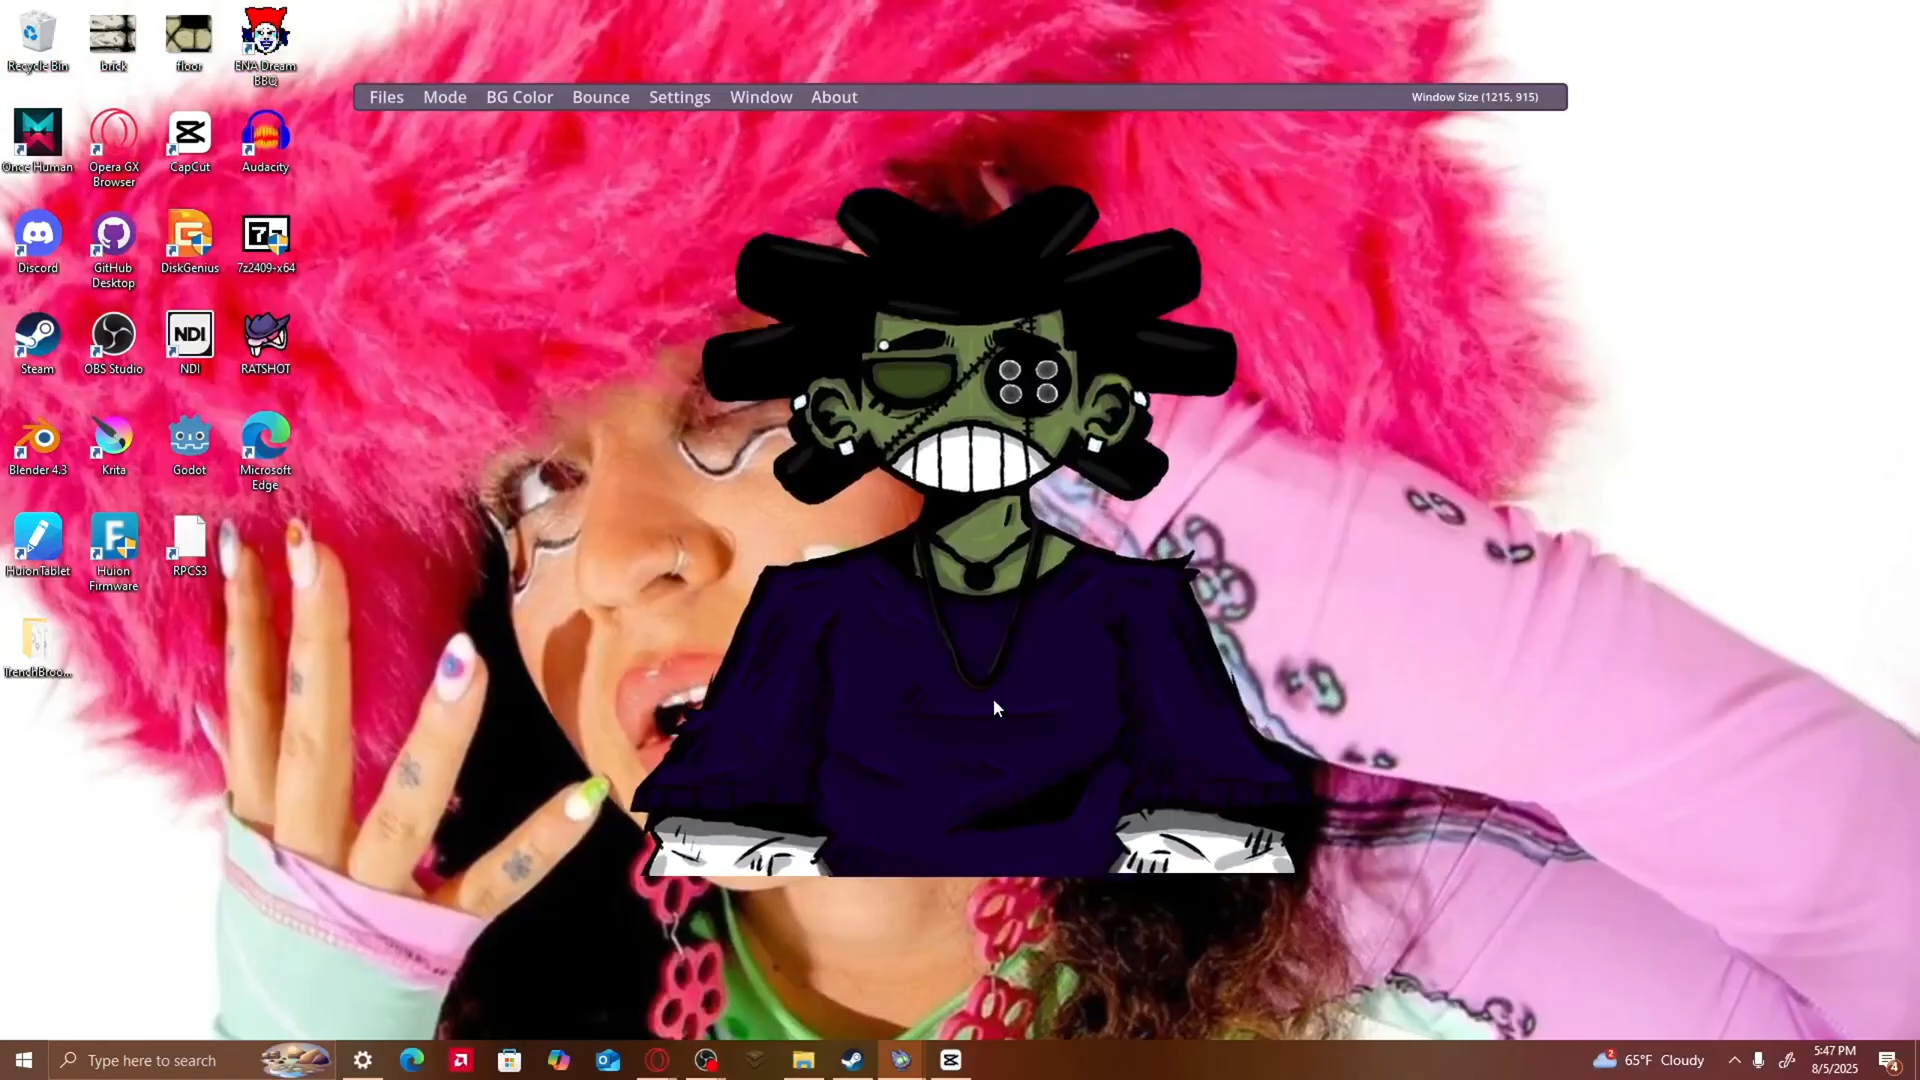 Files Mode BG Color Bounce Settings Window About Window Size (1215, 915)
Recycle Bin
brick
floor
ENA Dream
BBQ
Once Human
Opera GX
Browser
CapCut
Audacity
Discord
GitHub
Desktop
DiskGenius
7z2409-x64
Steam
OBS Studio
NDI
NDI
RATSHOT
Blender 4.3
Krita
Godot
Microsoft
Edge
HuionTablet
Huion
Firmware
RPCS3
TrenchBroo...
Type here to search
2
65°F Cloudy
5:47 PM
8/5/2025
4